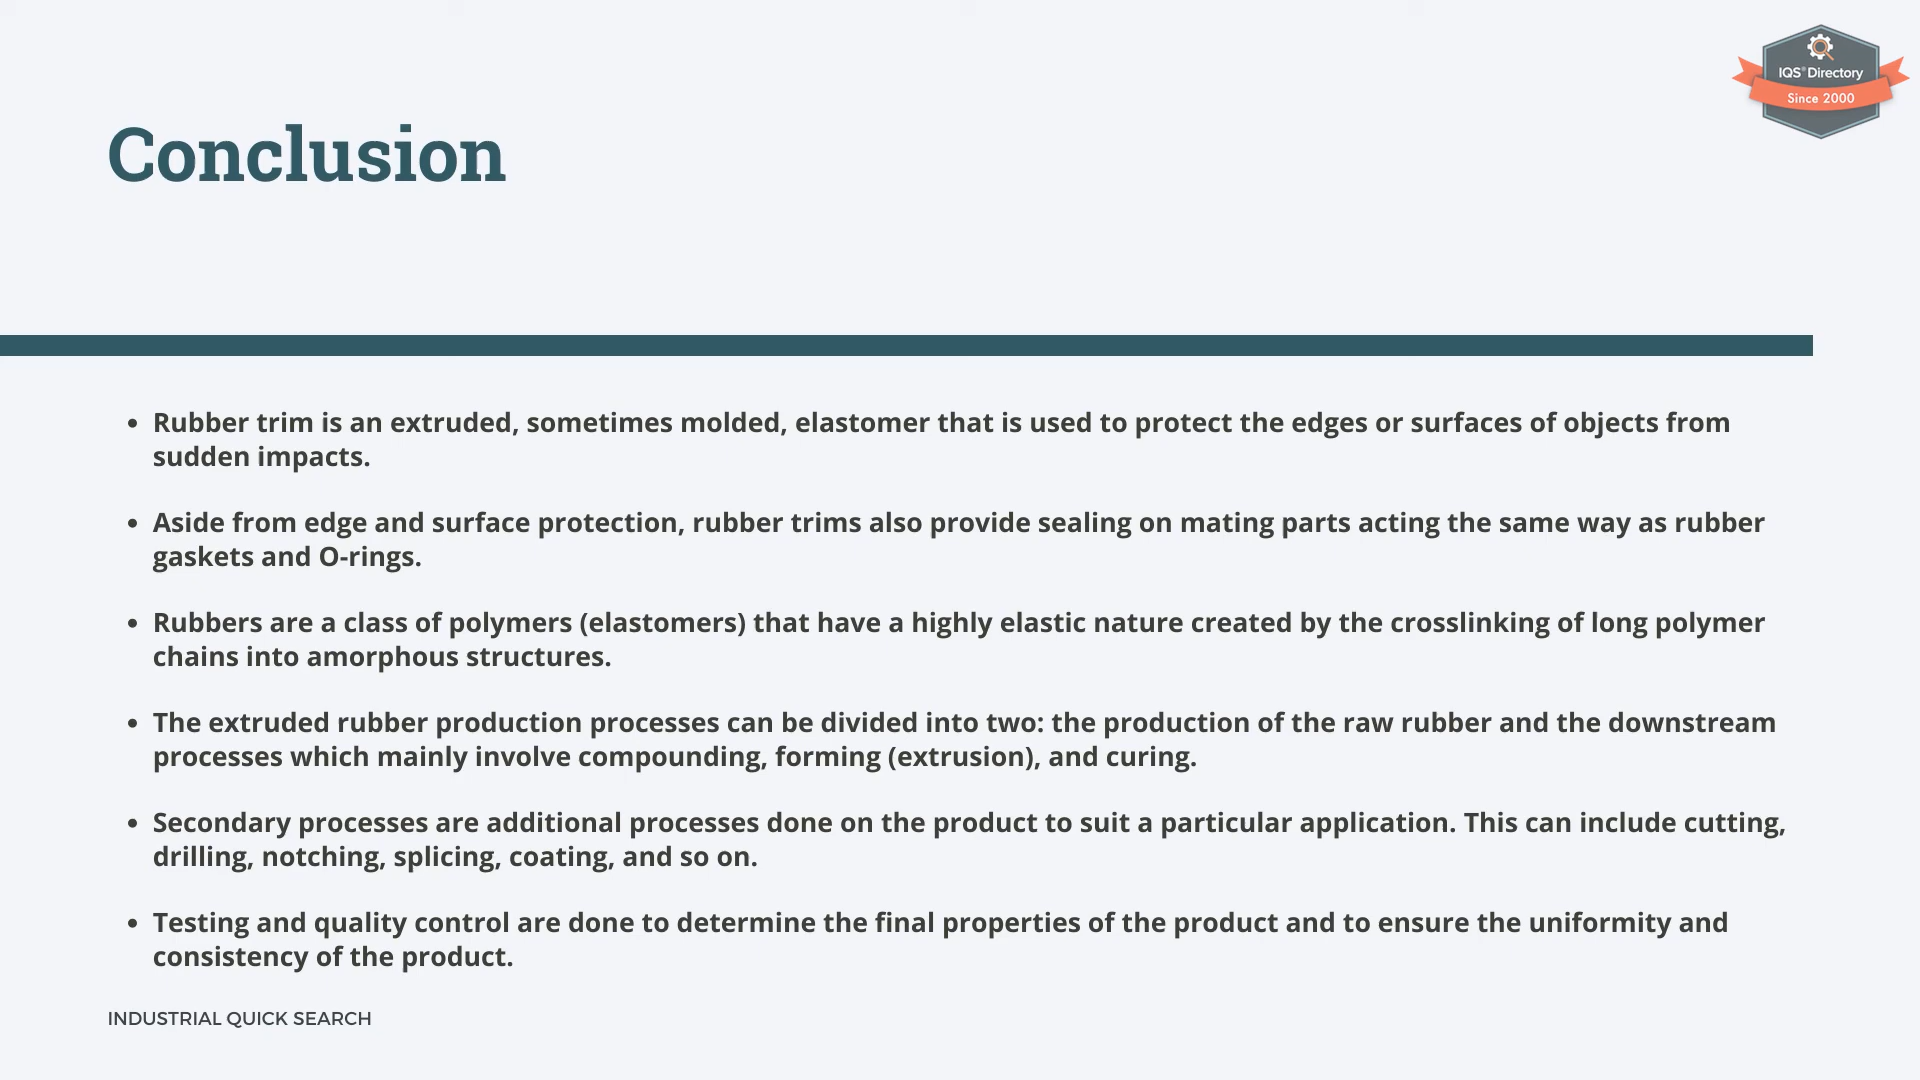 IQS® Directory
Since 2000
Conclusion
• Rubber trim is an extruded, sometimes molded, elastomer that is used to protect the edges or surfaces of objects from
sudden impacts.
• Aside from edge and surface protection, rubber trims also provide sealing on mating parts acting the same way as rubber
gaskets and O-rings.
• Rubbers are a class of polymers (elastomers) that have a highly elastic nature created by the crosslinking of long polymer
chains into amorphous structures.
• The extruded rubber production processes can be divided into two: the production of the raw rubber and the downstream
processes which mainly involve compounding, forming (extrusion), and curing.
• Secondary processes are additional processes done on the product to suit a particular application. This can include cutting,
drilling, notching, splicing, coating, and so on.
• Testing and quality control are done to determine the final properties of the product and to ensure the uniformity and
consistency of the product.
INDUSTRIAL QUICK SEARCH